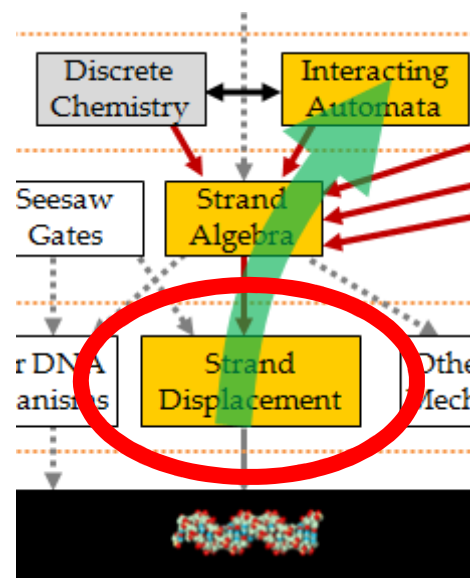 Discrete
Chemistry
Interacting
Automata
Seesaw
Gates
Strand
Algebra
r DNA
anisms
Strand
Displacement
Othe
Mech